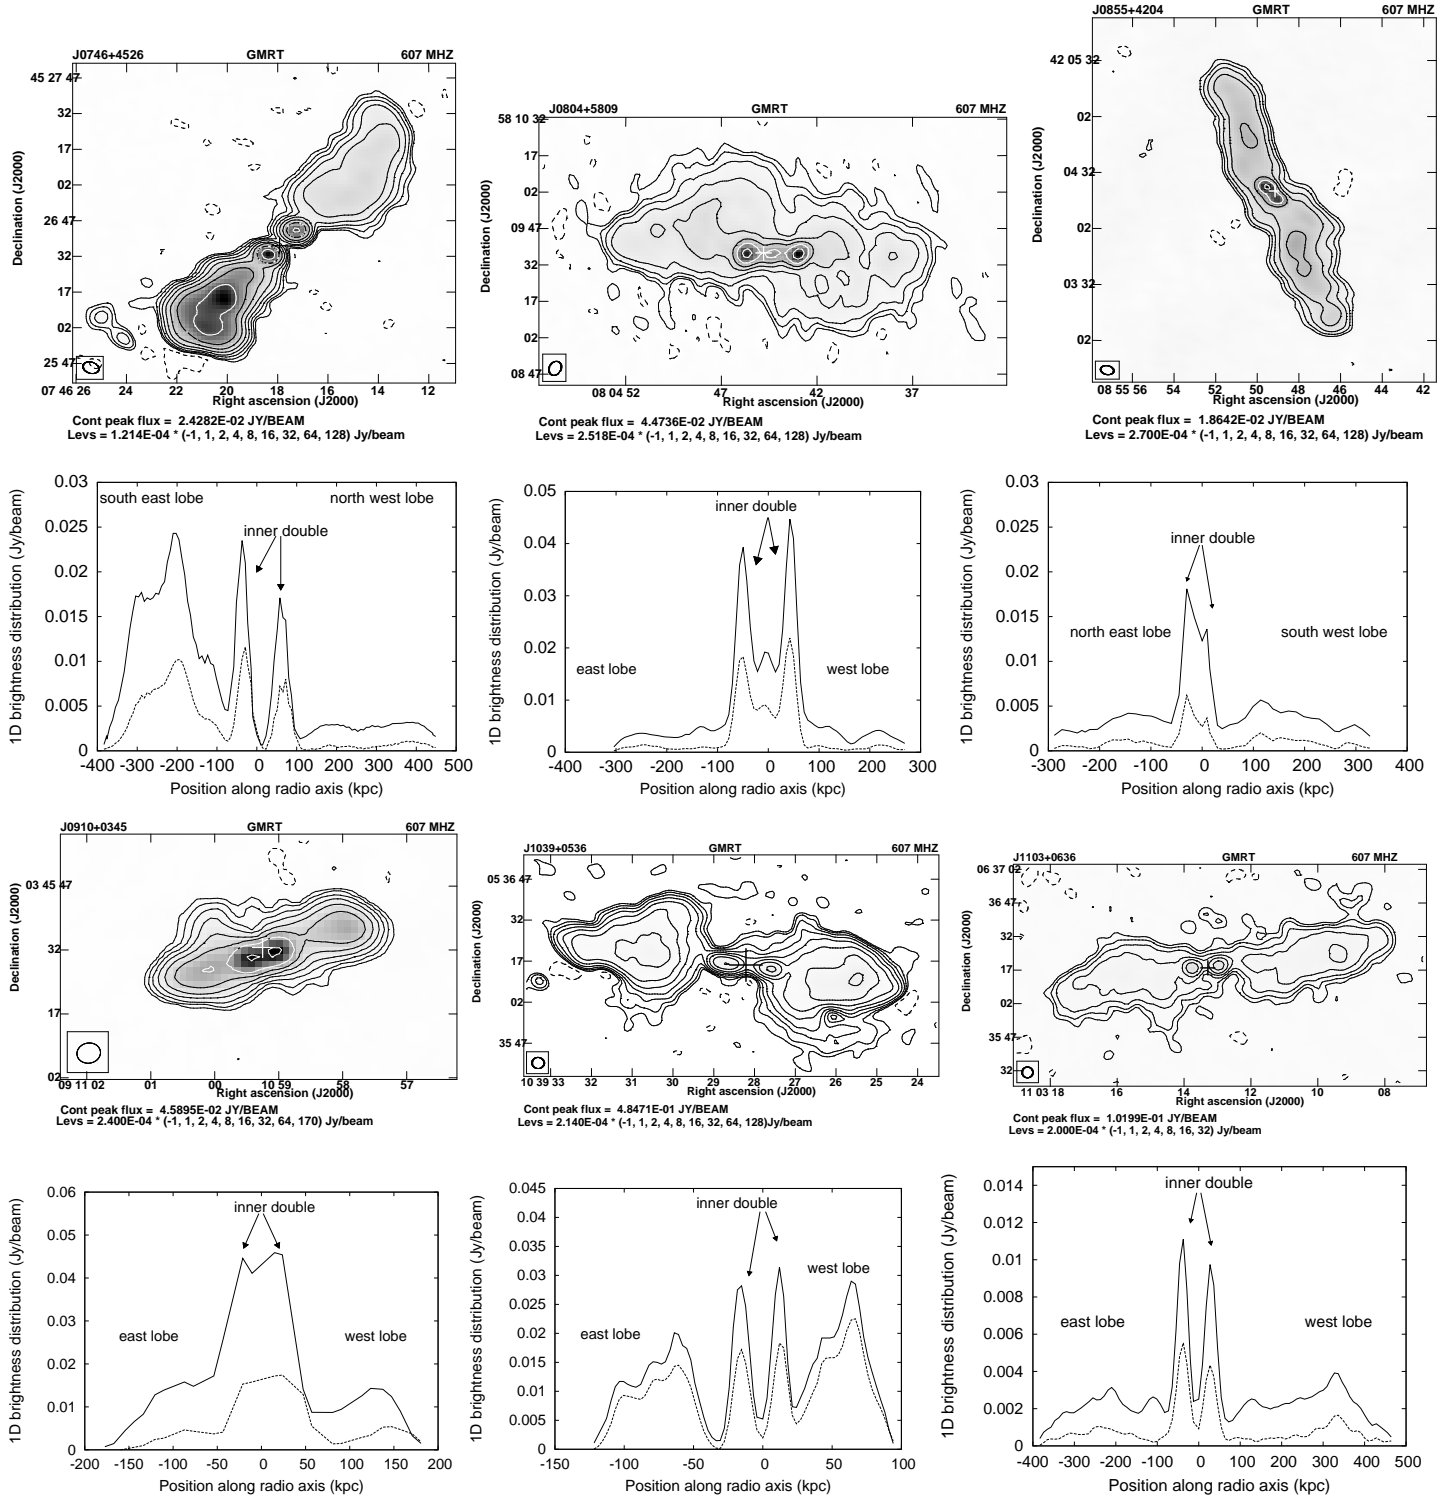 J0746+4526 GMRT 607 MHZ
45 27 47
32
17
02
26 47
32
17
02
25 47
07 46 26 24 22 20 18 16 14 12
Declination (J2000)
Right ascension (J2000)
Cont peak flux = 2.4282E-02 JY/BEAM
Levs = 1.214E-04 * (-1, 1, 2, 4, 8, 16, 32, 64, 128) Jy/beam
J0804+5809 GMRT 607 MHZ
58 10 32
17
02
09 47
32
17
02
08 47
08 04 52 47 42 37
Declination (J2000)
Right ascension (J2000)
Cont peak flux = 4.4736E-02 JY/BEAM
Levs = 2.518E-04 * (-1, 1, 2, 4, 8, 16, 32, 64, 128) Jy/beam
J0855+4204 GMRT 607 MHZ
42 05 32
02
04 32
02
03 32
02
08 55 56 54 52 50 48 46 44 42
Declination (J2000)
Right ascension (J2000)
Cont peak flux = 1.8642E-02 JY/BEAM
Levs = 2.700E-04 * (-1, 1, 2, 4, 8, 16, 32, 64, 128) Jy/beam
1D brightness distribution (Jy/beam)
0.03
0.025
0.02
0.015
0.01
0.005
0
south east lobe north west lobe
inner double
-400 -300 -200 -100 0 100 200 300 400 500
Position along radio axis (kpc)
1D brightness distribution (Jy/beam)
0.05
0.04
0.03
0.02
0.01
0
inner double
east lobe west lobe
-400 -300 -200 -100 0 100 200 300
Position along radio axis (kpc)
1D brightness distribution (Jy/beam)
0.03
0.025
0.02
0.015
0.01
0.005
0
inner double
north east lobe south west lobe
-300 -200 -100 0 100 200 300 400
Position along radio axis (kpc)
J0910+0345 GMRT 607 MHZ
03 45 47
32
17
02
09 11 02 01 00 10 59 58 57
Declination (J2000)
Right ascension (J2000)
Cont peak flux = 4.5895E-02 JY/BEAM
Levs = 2.400E-04 * (-1, 1, 2, 4, 8, 16, 32, 64, 170) Jy/beam
J1039+0536 GMRT 607 MHZ
05 36 47
32
17
02
35 47
10 39 33 32 31 30 29 28 27 26 25 24
Declination (J2000)
Right ascension (J2000)
Cont peak flux = 4.8471E-01 JY/BEAM
Levs = 2.140E-04 * (-1, 1, 2, 4, 8, 16, 32, 64, 128)Jy/beam
J1103+0636 GMRT 607 MHZ
06 37 02
36 47
32
17
02
35 47
32
11 03 18 16 14 12 10 08
Declination (J2000)
Right ascension (J2000)
Cont peak flux = 1.0199E-01 JY/BEAM
Levs = 2.000E-04 * (-1, 1, 2, 4, 8, 16, 32) Jy/beam
1D brightness distribution (Jy/beam)
0.06
0.05
0.04
0.03
0.02
0.01
0
inner double
east lobe west lobe
-200 -150 -100 -50 0 50 100 150 200
Position along radio axis (kpc)
1D brightness distribution (Jy/beam)
0.045
0.04
0.035
0.03
0.025
0.02
0.015
0.01
0.005
0
inner double
west lobe
east lobe
-150 -100 -50 0 50 100
Position along radio axis (kpc)
1D brightness distribution (Jy/beam)
0.014
0.012
0.01
0.008
0.006
0.004
0.002
0
inner double
east lobe west lobe
-400 -300 -200 -100 0 100 200 300 400 500
Position along radio axis (kpc)